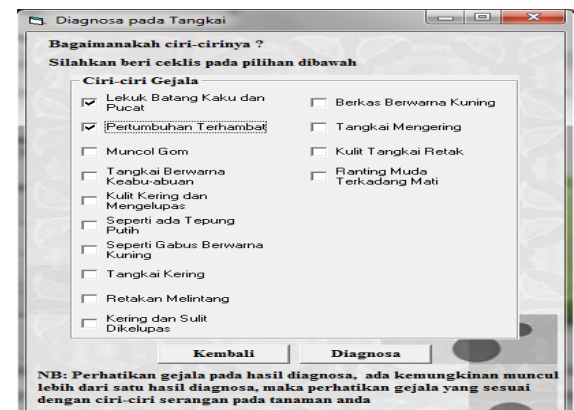 Diagnosa pada Tangkai
Bagaimanakah ciri-cirinya ?
Silahkan beri ceklis pada pilihan dibawah
Ciri-ciri Gejala
Lekuk Batang Kaku dan
Pucat
Pertumbuhan Terhambat
Muncol Gom
Tangkai Berwarna
Keabu-abuan
Kulit Kering dan
Mengelupas
Seperti ada Tepung
Putih
Seperti Gabus Berwarna
Kuning
Tangkai Kering
Retakan Melintang
Kering dan Sulit
Dikelupas
Berkas Berwarna Kuning
Tangkai Mengering
Kulit Tangkai Retak
Ranting Muda
Terkadang Mati
Kembali
Diagnosa
NB: Perhatikan gejala pada hasil diagnosa, ada kemungkinan muncul
lebih dari satu hasil diagnosa, maka perhatikan gejala yang sesuai
dengan ciri-ciri serangan pada tanaman anda